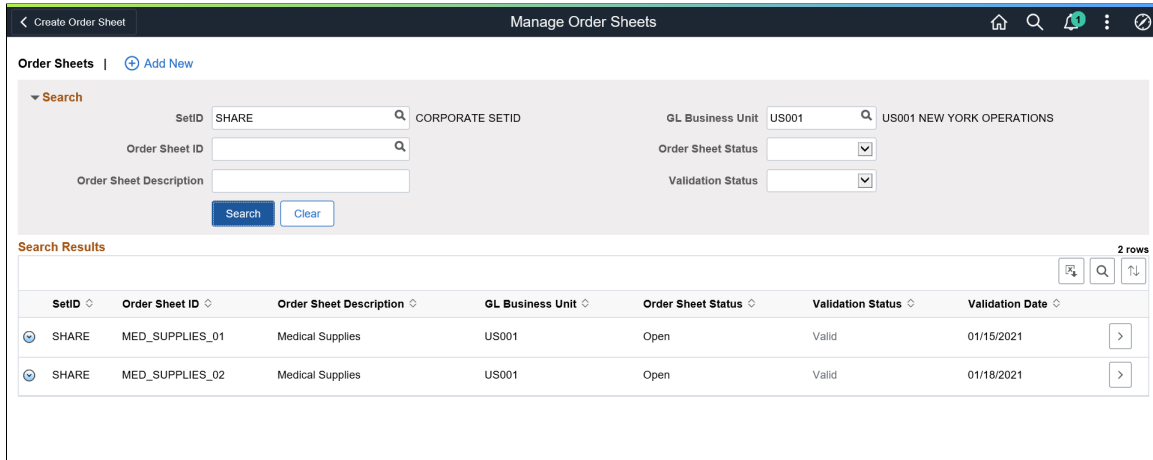 Create Order Sheet Manage Order Sheets 1
Order Sheets | Add New
Search
SetID SHARE CORPORATE SETID GL Business Unit US001 US001 NEW YORK OPERATIONS
Order Sheet ID Order Sheet Status
Order Sheet Description Validation Status
Search Clear
Search Results 2 rows
SetID Order Sheet ID Order Sheet Description GL Business Unit Order Sheet Status Validation Status Validation Date
SHARE MED_SUPPLIES_01 Medical Supplies US001 Open Valid 01/15/2021
SHARE MED_SUPPLIES_02 Medical Supplies US001 Open Valid 01/18/2021